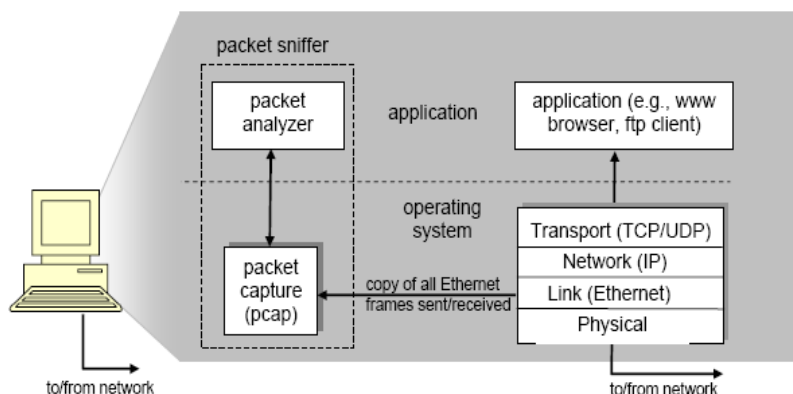 packet sniffer
packet
analyzer
application
application (e.g., www
browser, ftp client)
operating
system
packet
capture
(pcap)
copy of all Ethernet
frames sent/received
Transport (TCP/UDP)
Network (IP)
Link (Ethernet)
Physical
to/from network
to/from network